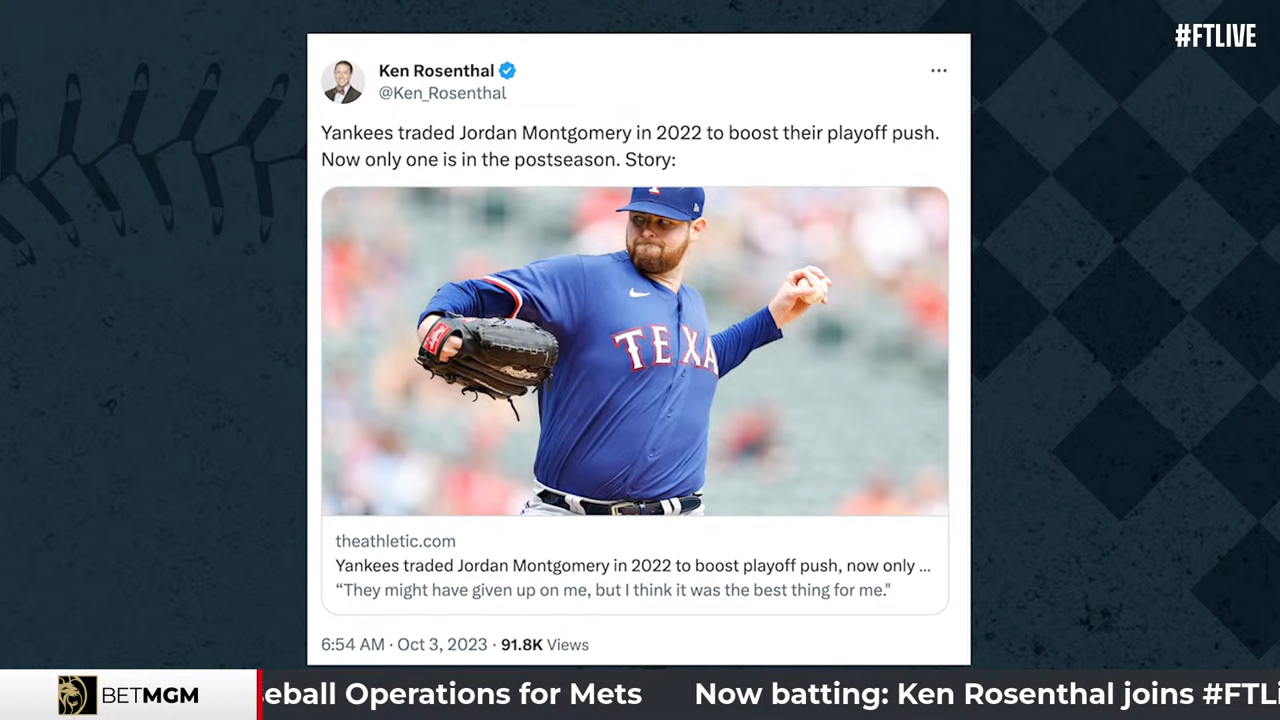 #FTLIVE
Ken Rosenthal
@Ken_Rosenthal
Yankees traded Jordan Montgomery in 2022 to boost their playoff push.
Now only one is in the postseason. Story:
TEXA
theathletic.com
Yankees traded Jordan Montgomery in 2022 to boost playoff push, now only ...
“They might have given up on me, but I think it was the best thing for me."
6:54 AM · Oct 3, 2023 · 91.8K Views
BETMGM
eball Operations for Mets Now batting: Ken Rosenthal joins #FTLi